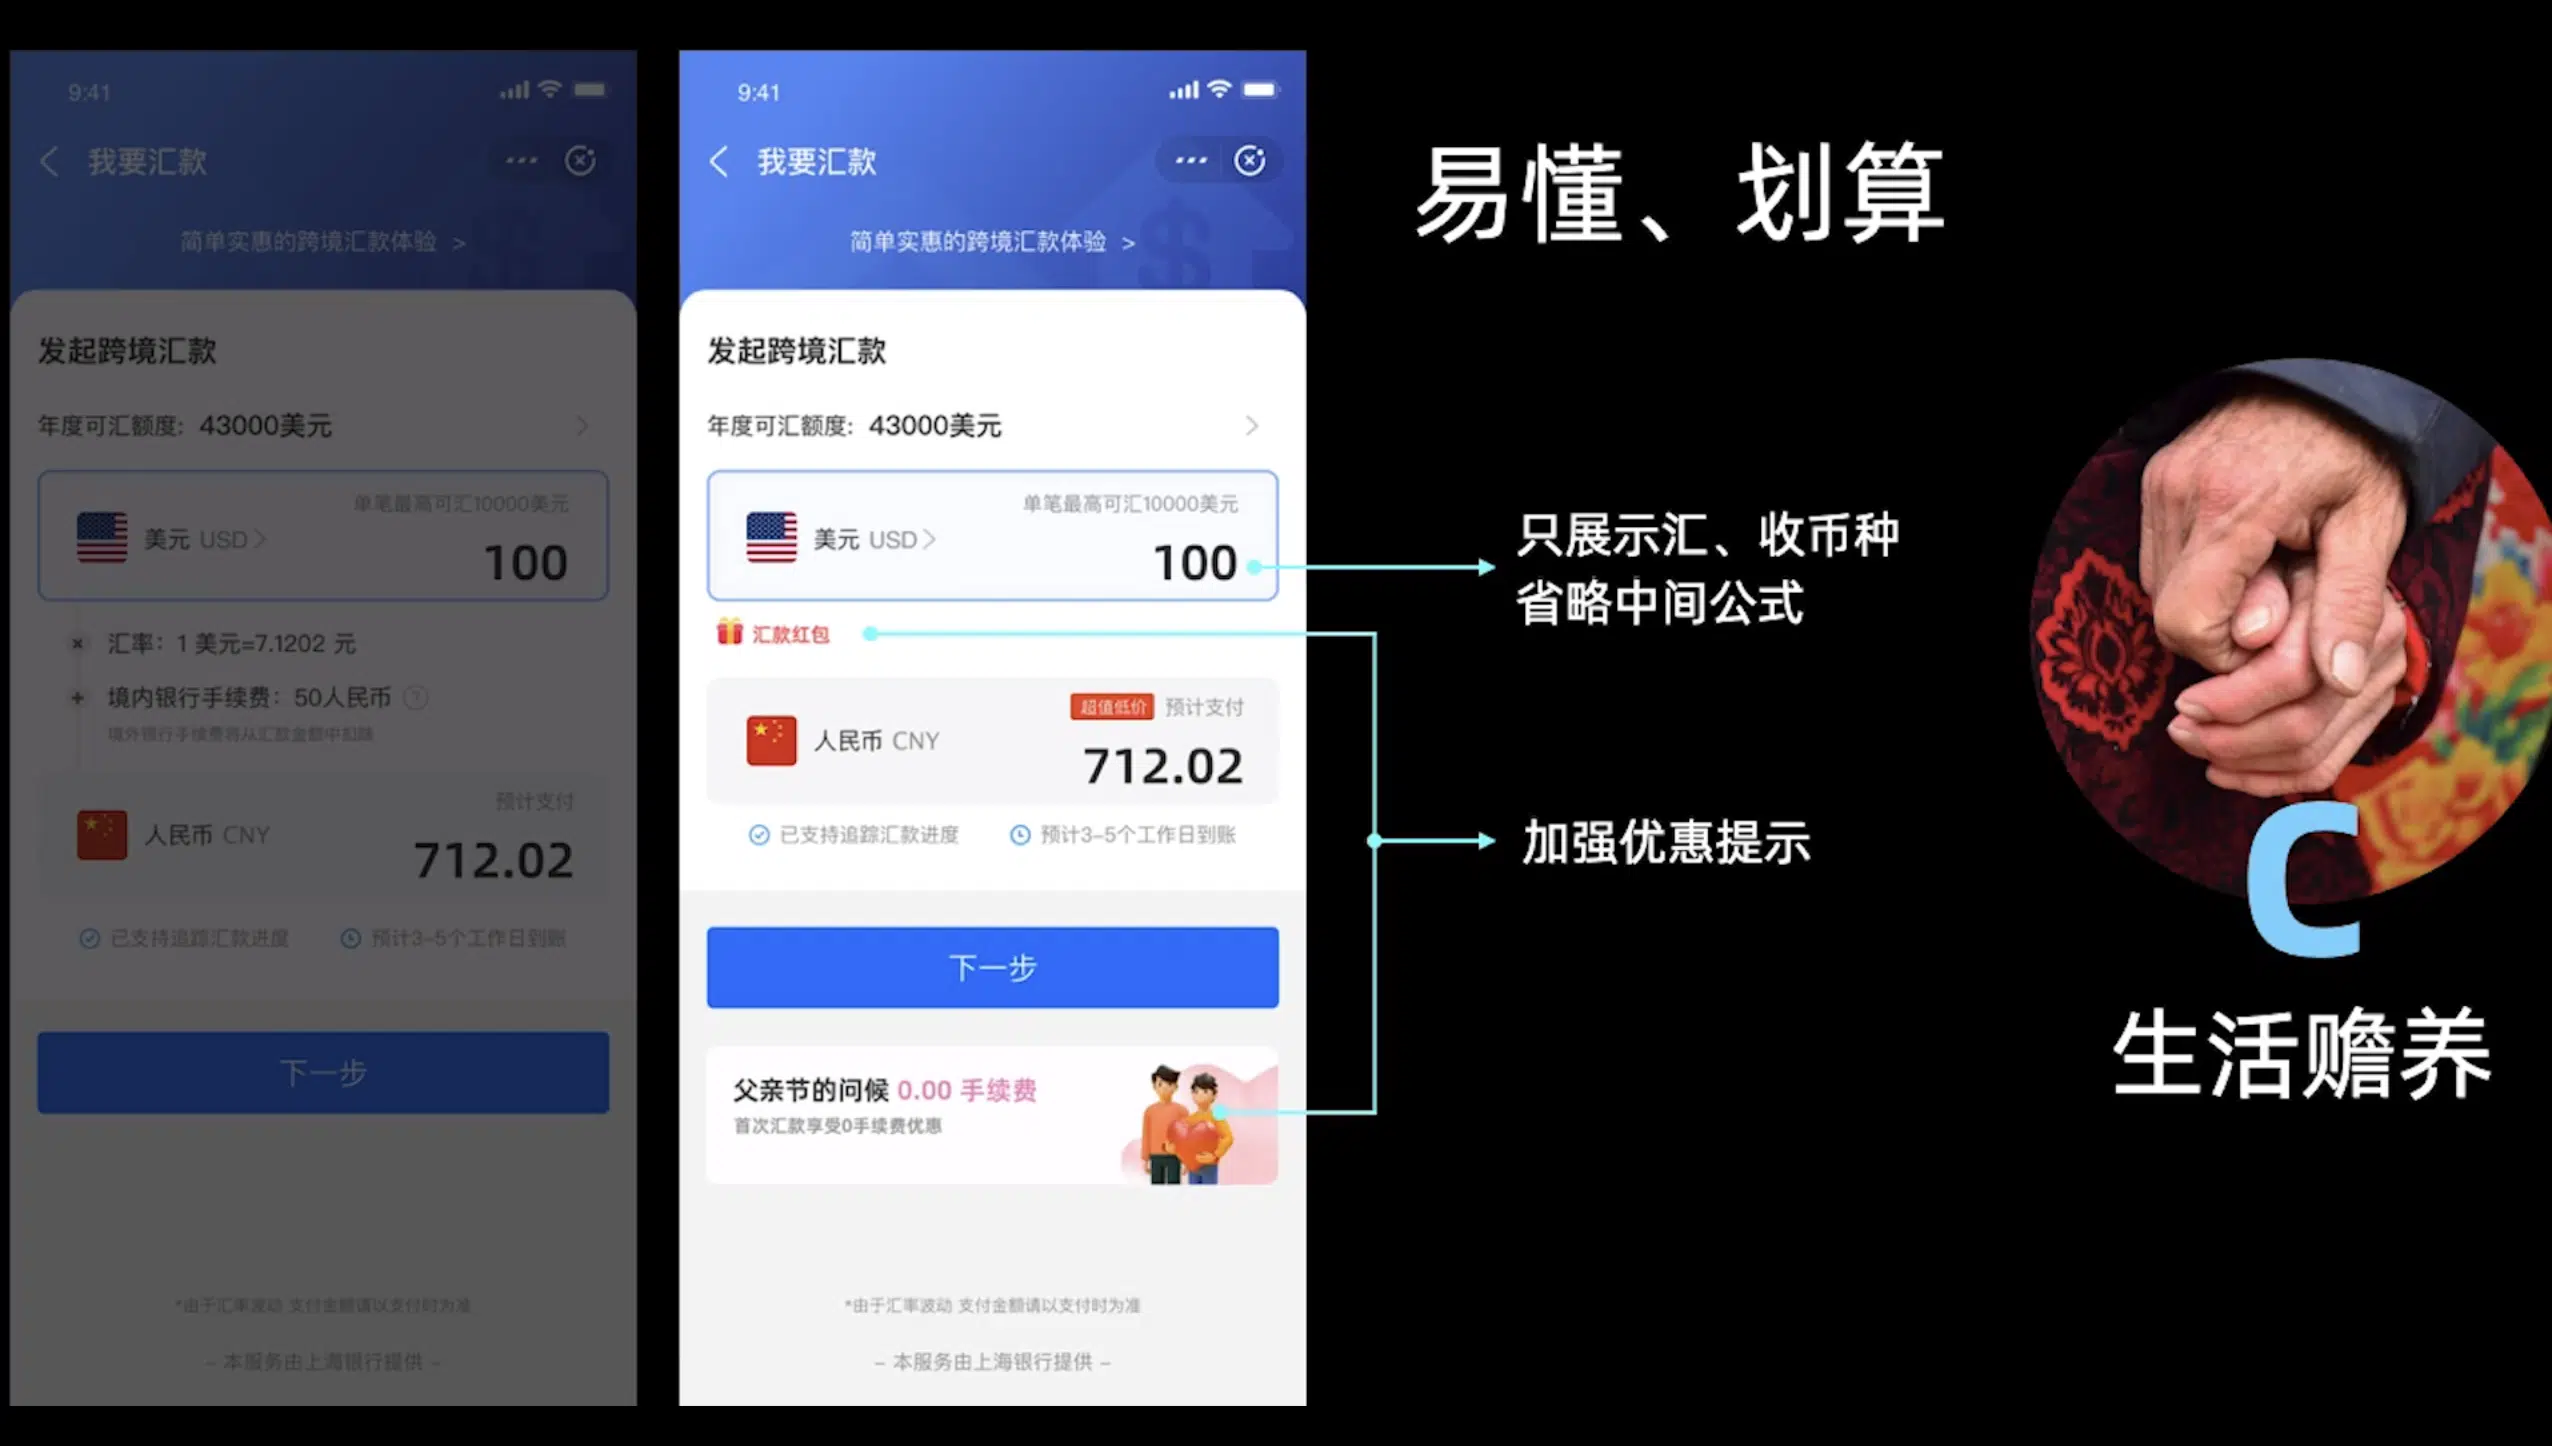 9:41
我要汇款
简单实惠的跨境汇款体验 >
发起跨境汇款
年度可汇额度: 43000美元
单笔最高可汇10000美元
美元 USD
100
汇率: 1 美元=7.1202 元
境内银行手续费: 50人民币
境外银行手续费将从汇款金额中扣除
预计支付
人民币 CNY
712.02
已支持追踪汇款进度 预计3-5个工作日到账
下一步
*由于汇率波动 支付金额请以支付时为准
- 本服务由上海银行提供 -
9:41
我要汇款
简单实惠的跨境汇款体验 >
发起跨境汇款
年度可汇额度: 43000美元
单笔最高可汇10000美元
美元 USD
100
汇款红包
超值低价 预计支付
人民币 CNY
712.02
已支持追踪汇款进度 预计3-5个工作日到账
下一步
父亲节的问候 0.00 手续费
首次汇款享受0手续费优惠
*由于汇率波动 支付金额请以支付时为准
- 本服务由上海银行提供 -
易懂、划算
只展示汇、收币种
省略中间公式
加强优惠提示
C
生活赡养